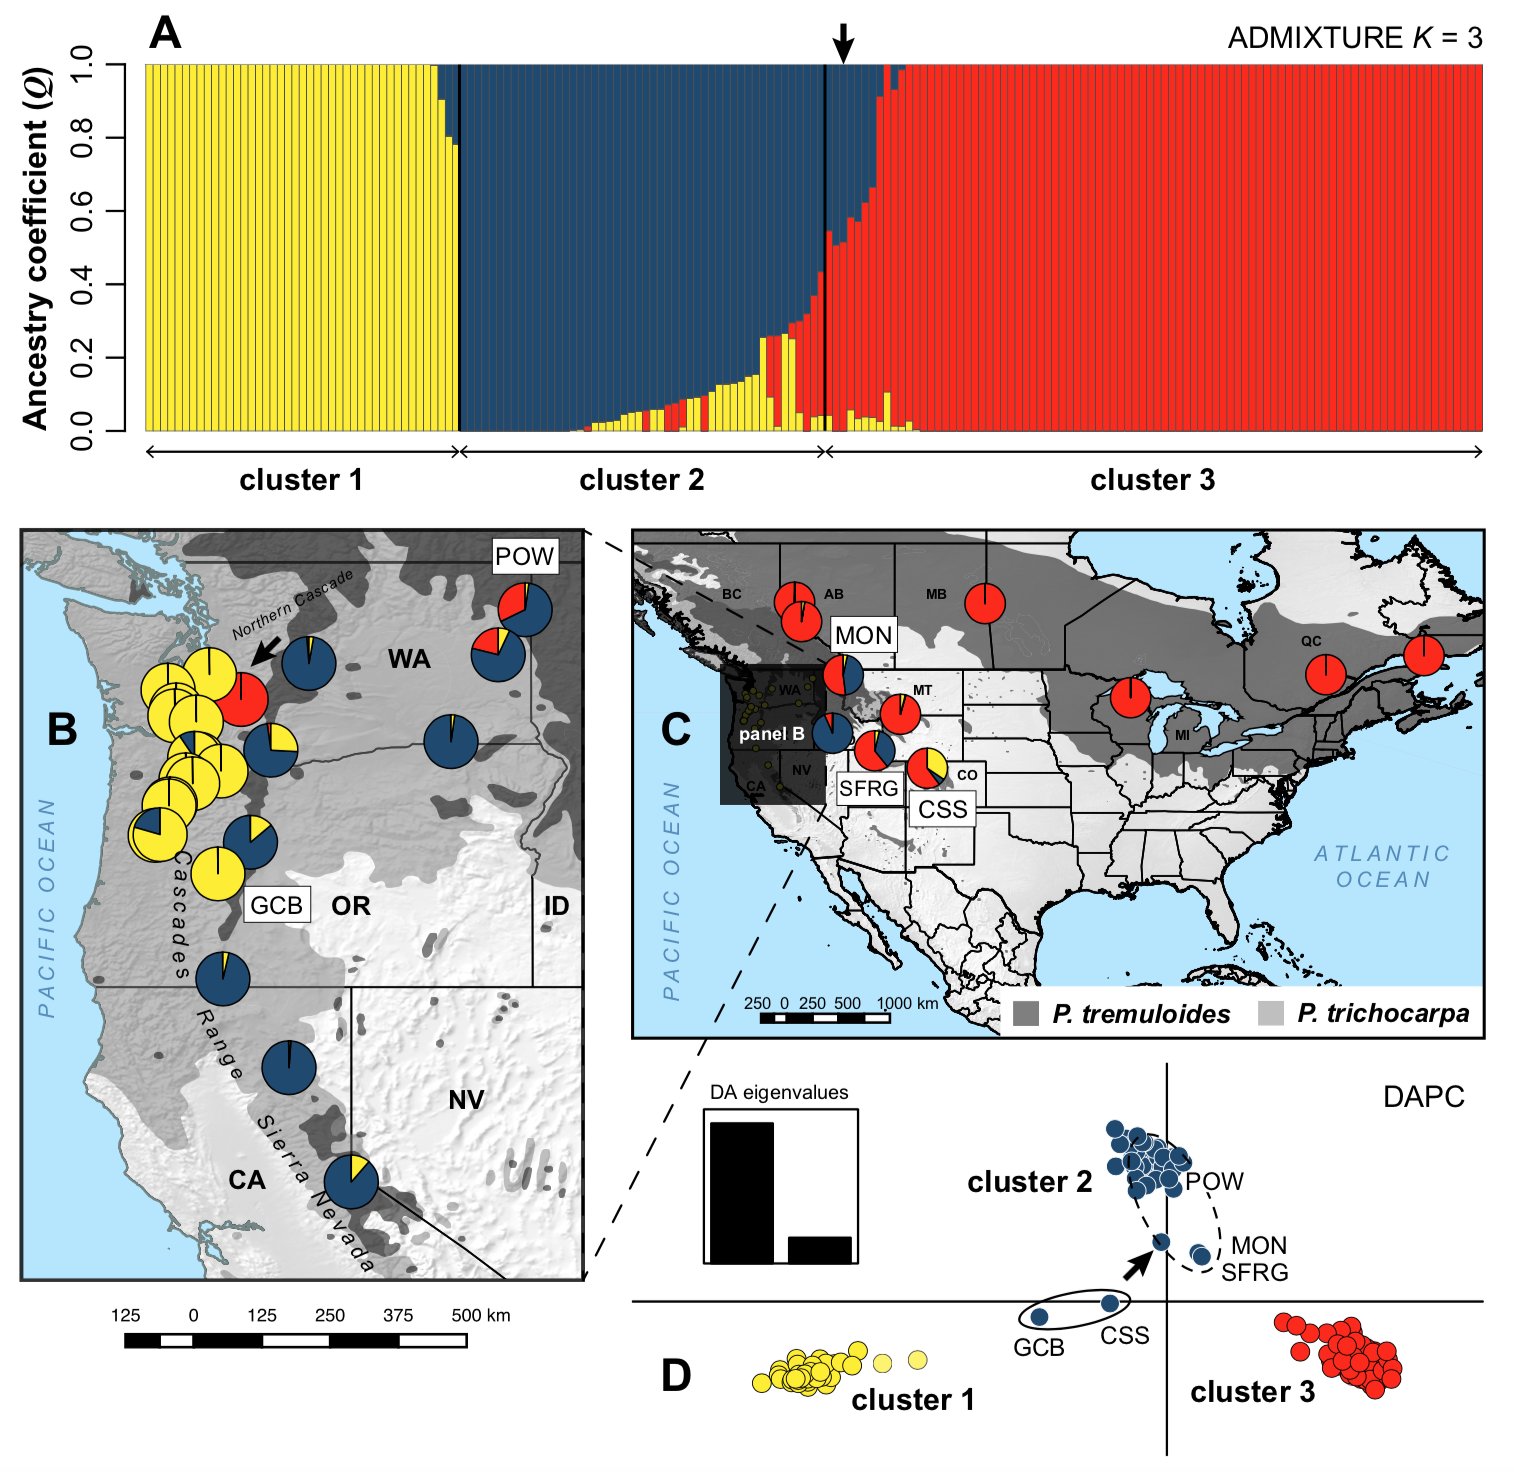 A
ADMIXTURE K = 3
Ancestry coefficient (Q)
1.0
0.8
0.6
0.4
0.2
0.0
cluster 1
cluster 2
cluster 3
B
POW
Northern Cascade
WA
GCB
OR
ID
Cascades
Range
Sierra Nevada
NV
CA
PACIFIC OCEAN
125 0 125 250 375 500 km
C
BC
AB
MB
QC
MON
WA
MT
panel B
MI
NV
CA
SFRG
CO
CSS
PACIFIC OCEAN
ATLANTIC
OCEAN
250 0 250 500 1000 km
P. tremuloides
P. trichocarpa
DAPC
DA eigenvalues
cluster 2
POW
MON
SFRG
GCB
CSS
D
cluster 1
cluster 3